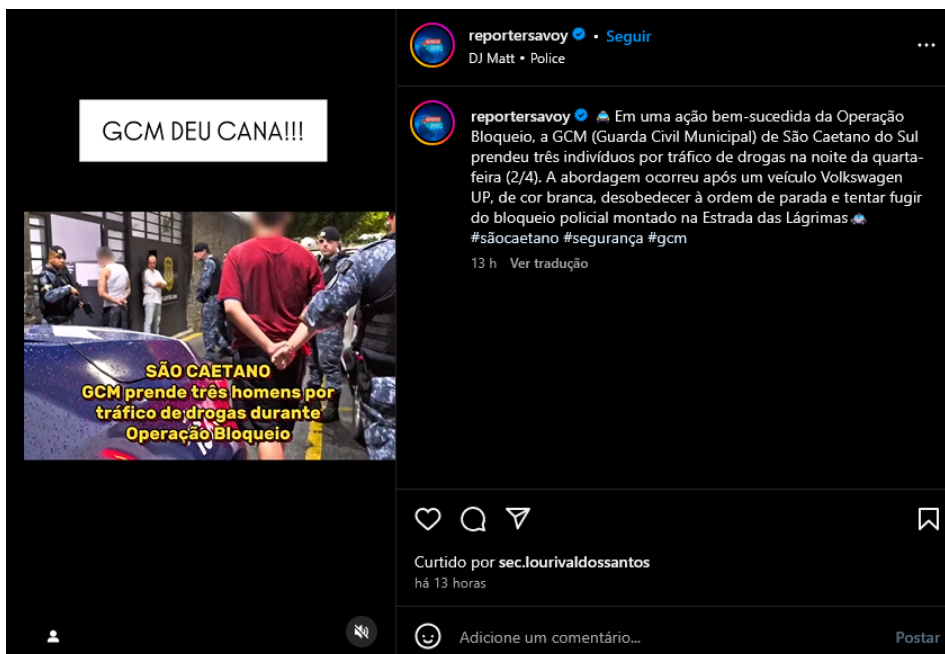 GCM DEU CANA!!!
SÃO CAETANO
GCM prende três homens por
tráfico de drogas durante
Operação Bloqueio
reportersavoy • Seguir
DJ Matt • Police
reportersavoy Em uma ação bem-sucedida da Operação
Bloqueio, a GCM (Guarda Civil Municipal) de São Caetano do Sul
prendeu três indivíduos por tráfico de drogas na noite da quarta-
feira (2/4). A abordagem ocorreu após um veículo Volkswagen
UP, de cor branca, desobedecer à ordem de parada e tentar fugir
do bloqueio policial montado na Estrada das Lágrimas
#sãocaetano #segurança #gcm
13 h Ver tradução
Curtido por sec.lourivaldossantos
há 13 horas
Adicione um comentário...
Postar